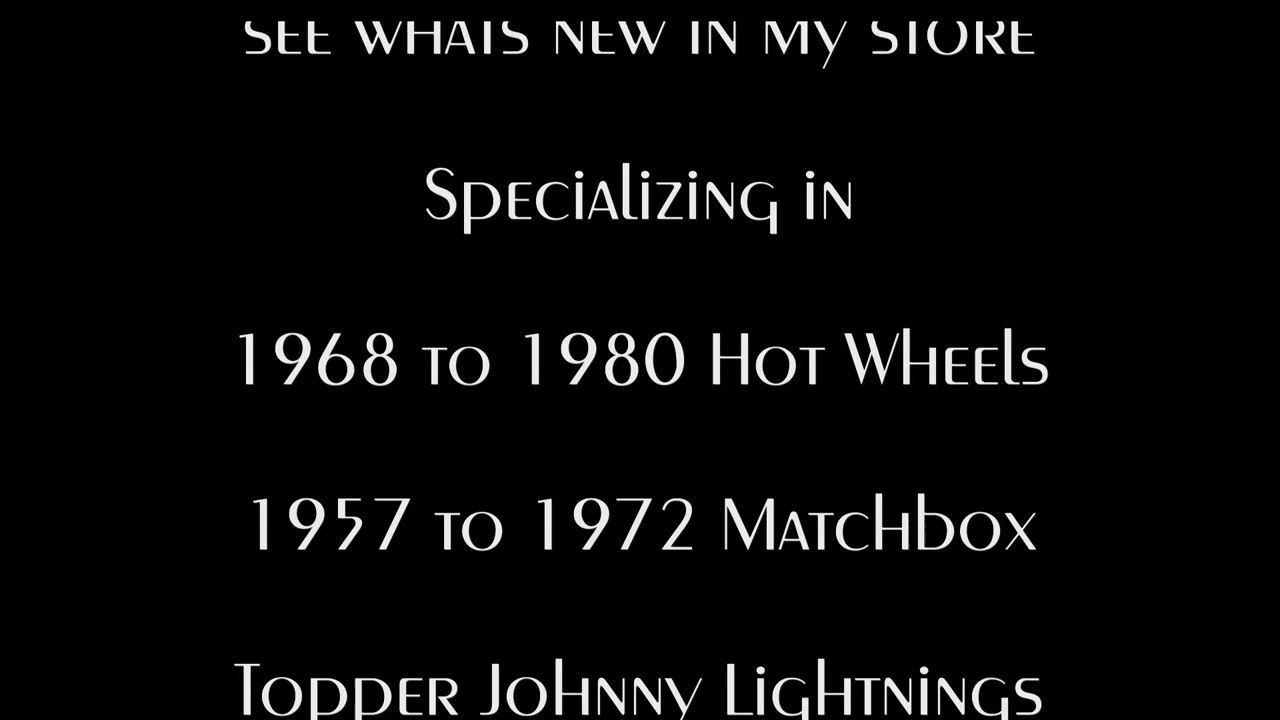 SEE WHATS NEW IN MY STORE
Specializing in
1968 to 1980 Hot Wheels
1957 to 1972 Matchbox
Topper Johnny Lightnings